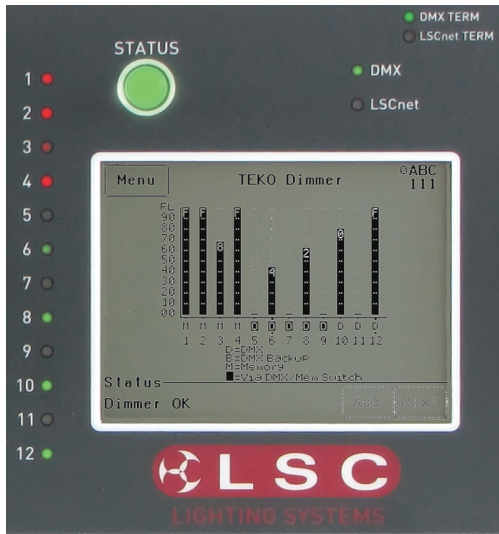 DMX TERM
LSCnet TERM
STATUS
DMX
LSCnet
1
2
3
4
5
6
7
8
9
10
11
12
Menu
TEKO Dimmer
ABC
111
FL
90
80
70
60
50
40
30
20
10
00
F F 8 F 4 2 F
M M M M D D D D D D D
1 2 3 4 5 6 7 8 9 10 11 12
D=DMX
B=DMX Backup
M=Memory
=Via DMX/Mem Switch
Status
Dimmer OK
LSC
LIGHTING SYSTEMS